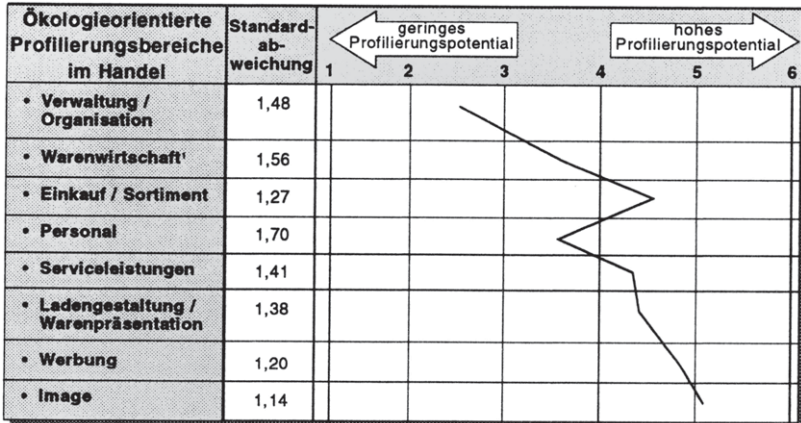 Ökologieorientierte
Profilierungsbereiche
im Handel
Standard-
ab-
weichung
geringes
Profilierungspotential
hohes
Profilierungspotential
1 2 3 4 5 6
• Verwaltung /
Organisation
1,48
• Warenwirtschaft¹
1,56
• Einkauf / Sortiment
1,27
• Personal
1,70
• Serviceleistungen
1,41
• Ladengestaltung /
Warenpräsentation
1,38
• Werbung
1,20
• Image
1,14